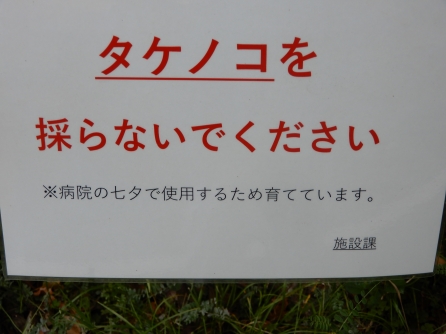 タケノコを
採らないでください
※病院の七夕で使用するため育てています。
施設課